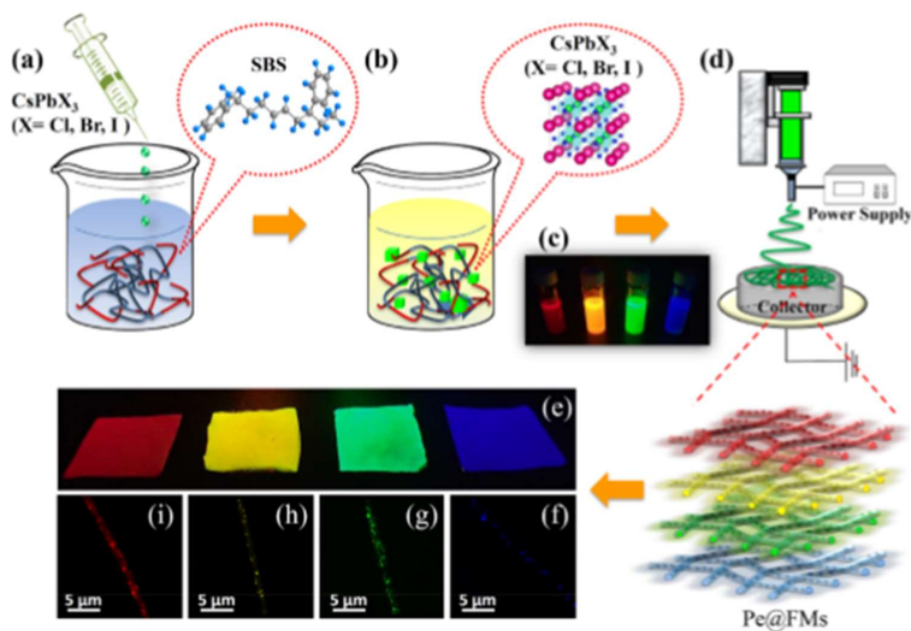 (a)
CsPbX₃
(X= Cl, Br, I )
SBS
(b)
CsPbX₃
(X= Cl, Br, I )
(c)
(d)
Power Supply
Collector
(e)
(i)
5 µm
(h)
5 µm
(g)
5 µm
(f)
5 µm
Pe@FMs